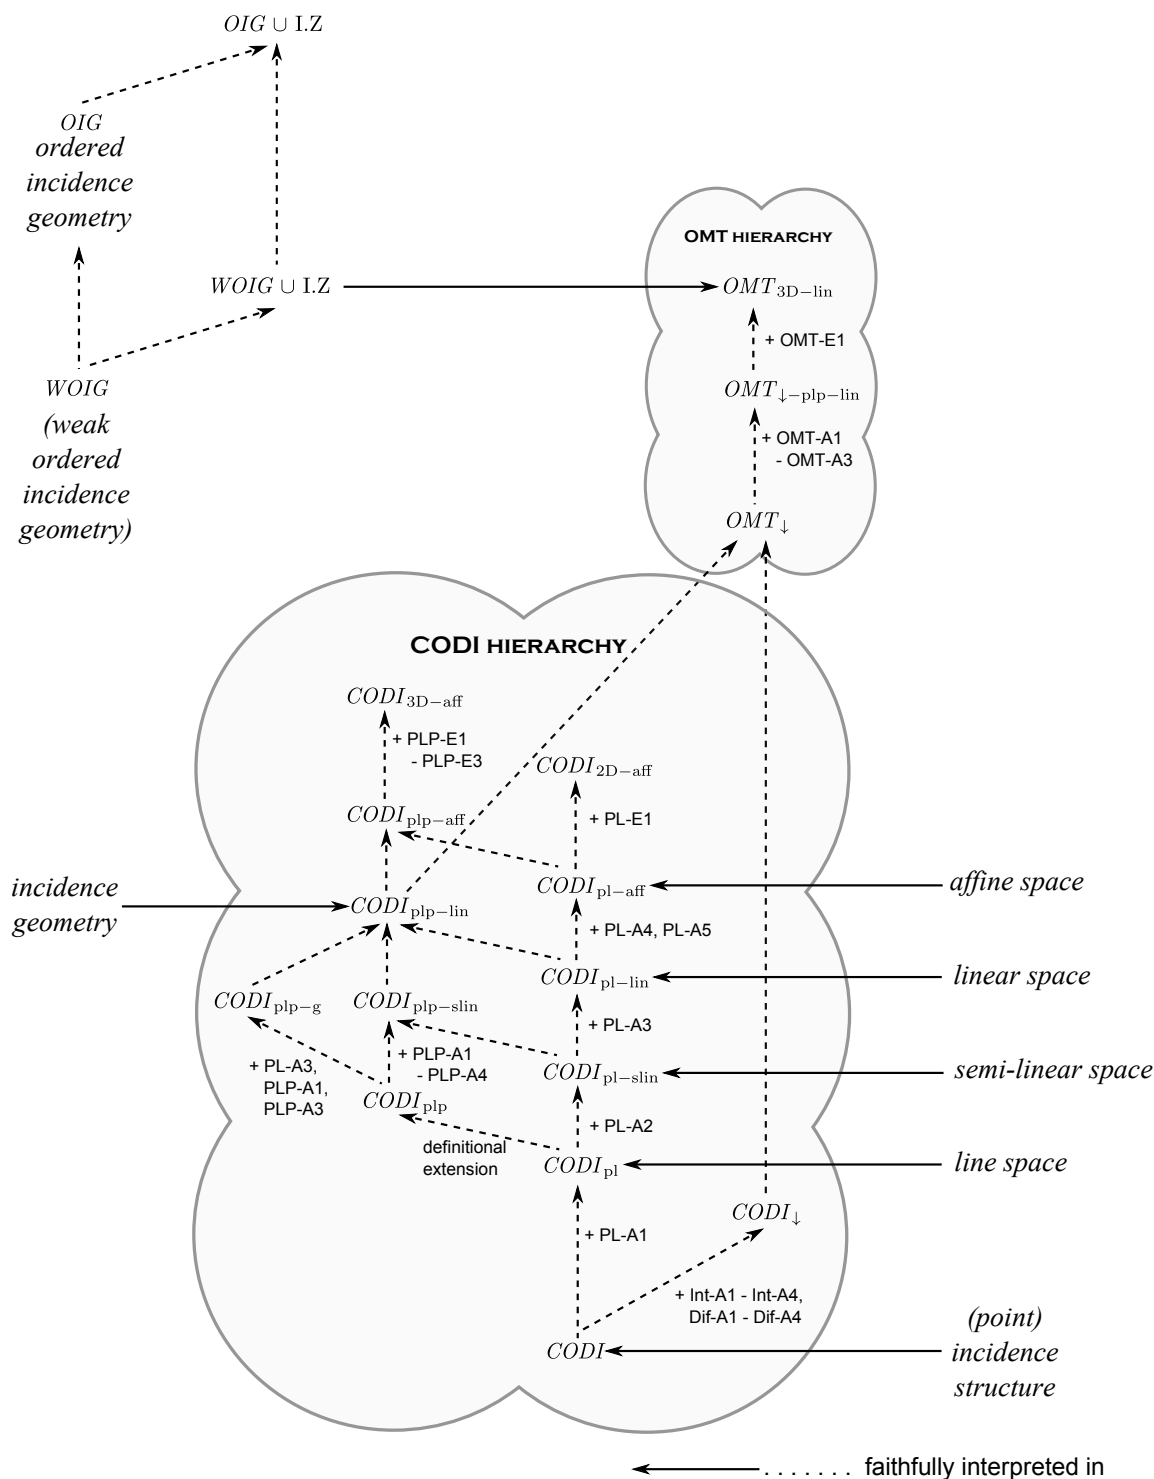 OIG ∪ I.Z
OIG
ordered
incidence
geometry
OMT HIERARCHY
WOIG ∪ I.Z
OMT3D−lin
+ OMT-E1
WOIG
(weak
ordered
incidence
geometry)
OMT↓−plp−lin
+ OMT-A1
- OMT-A3
OMT↓
CODI HIERARCHY
CODI3D−aff
+ PLP-E1
- PLP-E3
CODI2D−aff
CODIplp−aff
+ PL-E1
incidence
geometry
CODIpl−aff
affine space
CODIplp−lin
+ PL-A4, PL-A5
CODIpl−lin
linear space
CODIplp−g
CODIplp−slin
+ PL-A3
+ PL-A3,
PLP-A1,
PLP-A3
+ PLP-A1
- PLP-A4
CODIpl−slin
semi-linear space
CODIplp
+ PL-A2
definitional
extension
CODIpl
line space
CODI↓
+ PL-A1
+ Int-A1 - Int-A4,
Dif-A1 - Dif-A4
CODI
(point)
incidence
structure
. . . . . . . faithfully interpreted in